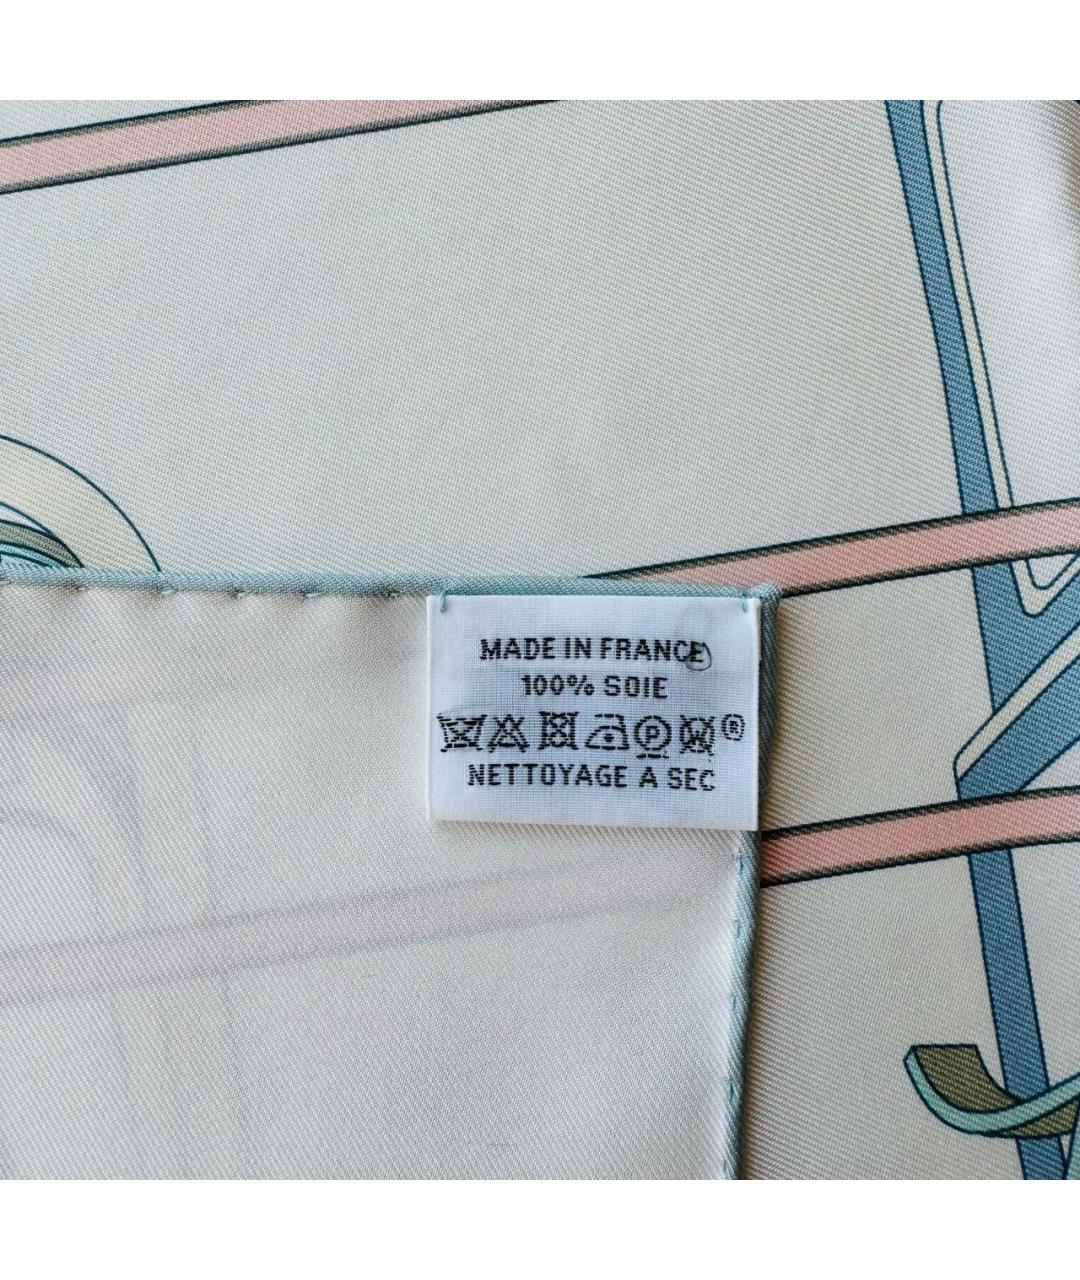 MADE IN FRANCE
100% SOIE
P ®
NETTOYAGE A SEC